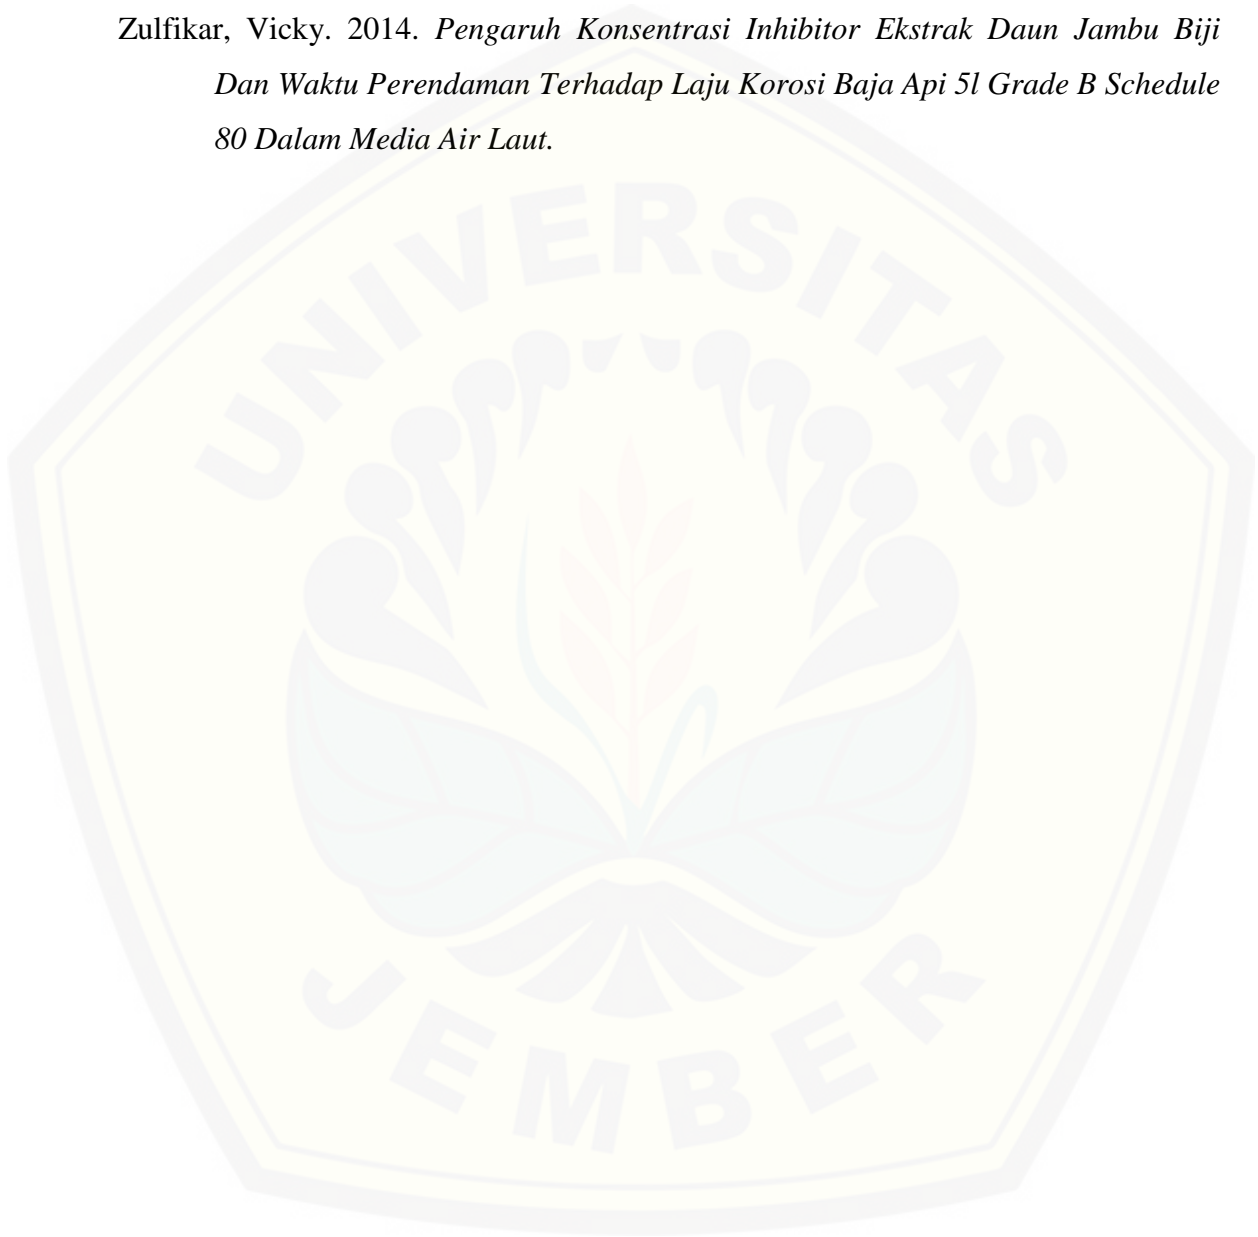 Zulfikar, Vicky. 2014. Pengaruh Konsentrasi Inhibitor Ekstrak Daun Jambu Biji
Dan Waktu Perendaman Terhadap Laju Korosi Baja Api 5l Grade B Schedule
80 Dalam Media Air Laut.
UNIVERSITAS
JEMBER